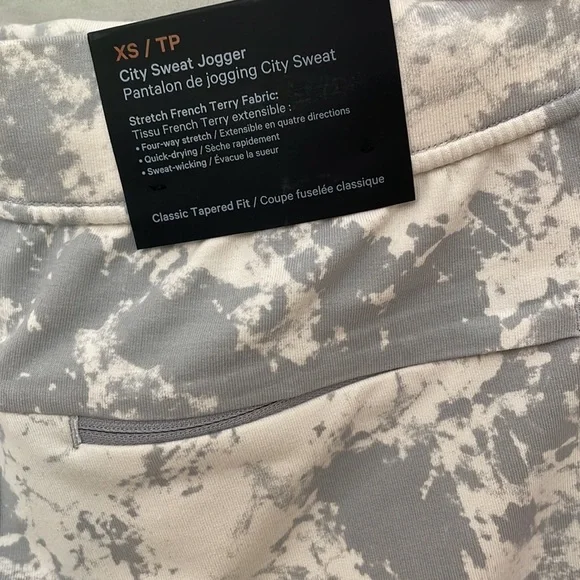 XS / TP
City Sweat Jogger
Pantalon de jogging City Sweat
Stretch French Terry Fabric:
Tissu French Terry extensible :
• Four-way stretch / Extensible en quatre directions
• Quick-drying / Sèche rapidement
• Sweat-wicking / Évacue la sueur
Classic Tapered Fit / Coupe fuselée classique